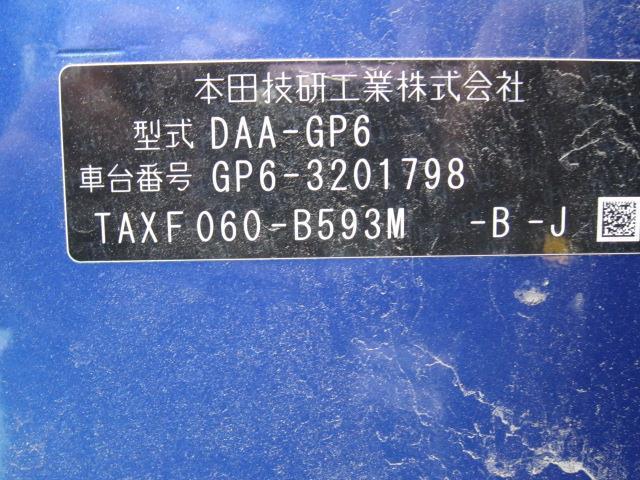 本田技研工業株式会社
型式 DAA-GP6
車台番号 GP6-3201798
TAXF060-B593M -B-J